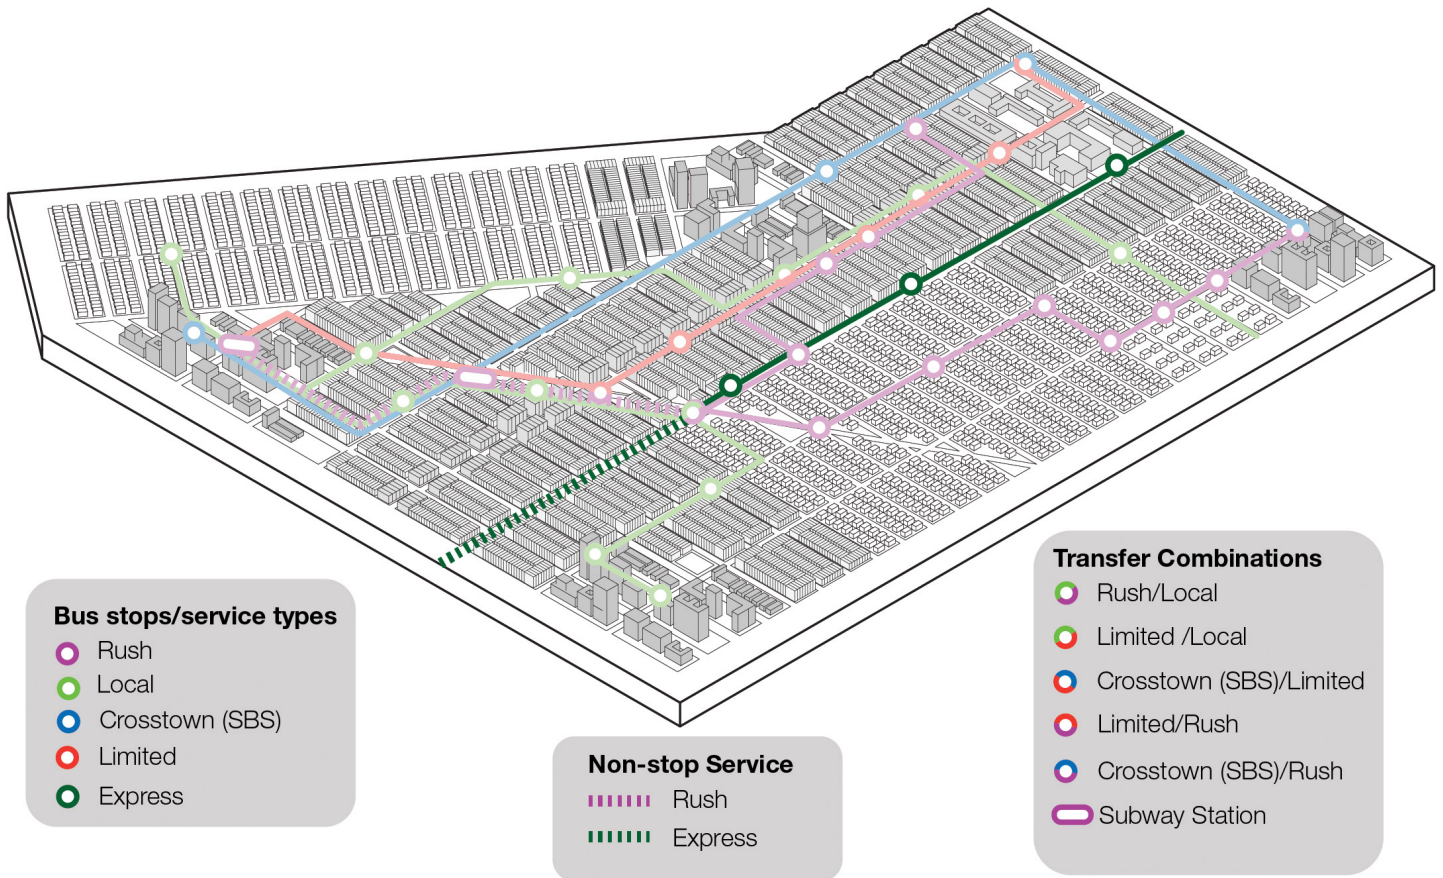 Bus stops/service types
Rush
Local
Crosstown (SBS)
Limited
Express
Non-stop Service
Rush
Express
Transfer Combinations
Rush/Local
Limited /Local
Crosstown (SBS)/Limited
Limited/Rush
Crosstown (SBS)/Rush
Subway Station